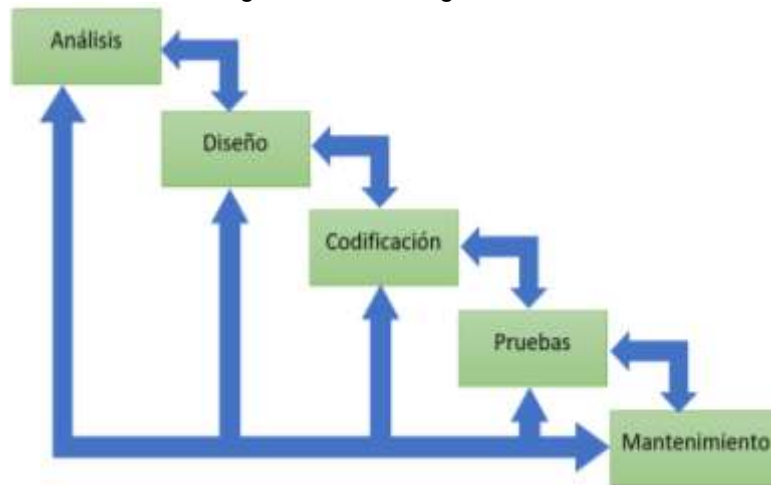 Análisis
Diseño
Codificación
Pruebas
Mantenimiento